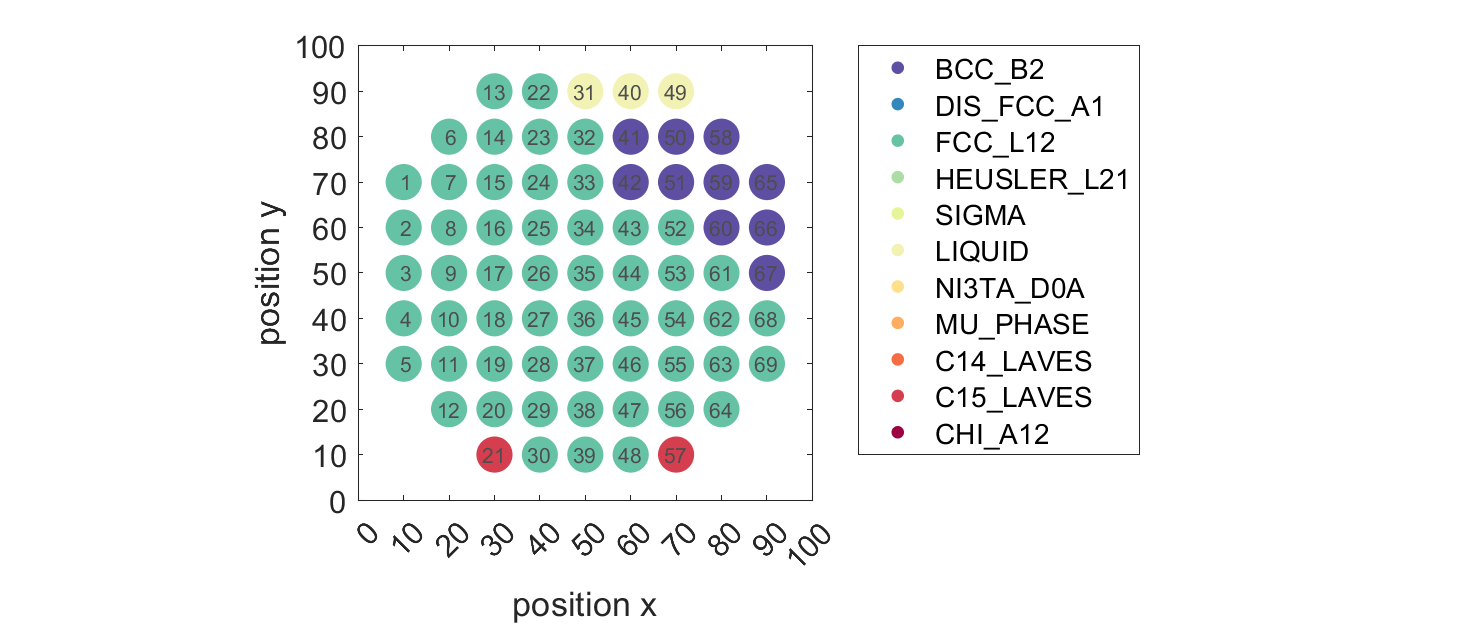 100
90
80
70
60
50
40
30
20
10
0
position y
13 22 31 40 49
6 14 23 32 41 50 58
1 7 15 24 33 42 51 59 65
2 8 16 25 34 43 52 60 66
3 9 17 26 35 44 53 61 67
4 10 18 27 36 45 54 62 68
5 11 19 28 37 46 55 63 69
12 20 29 38 47 56 64
21 30 39 48 57
0 10 20 30 40 50 60 70 80 90 100
position x
BCC_B2
DIS_FCC_A1
FCC_L12
HEUSLER_L21
SIGMA
LIQUID
NI3TA_D0A
MU_PHASE
C14_LAVES
C15_LAVES
CHI_A12